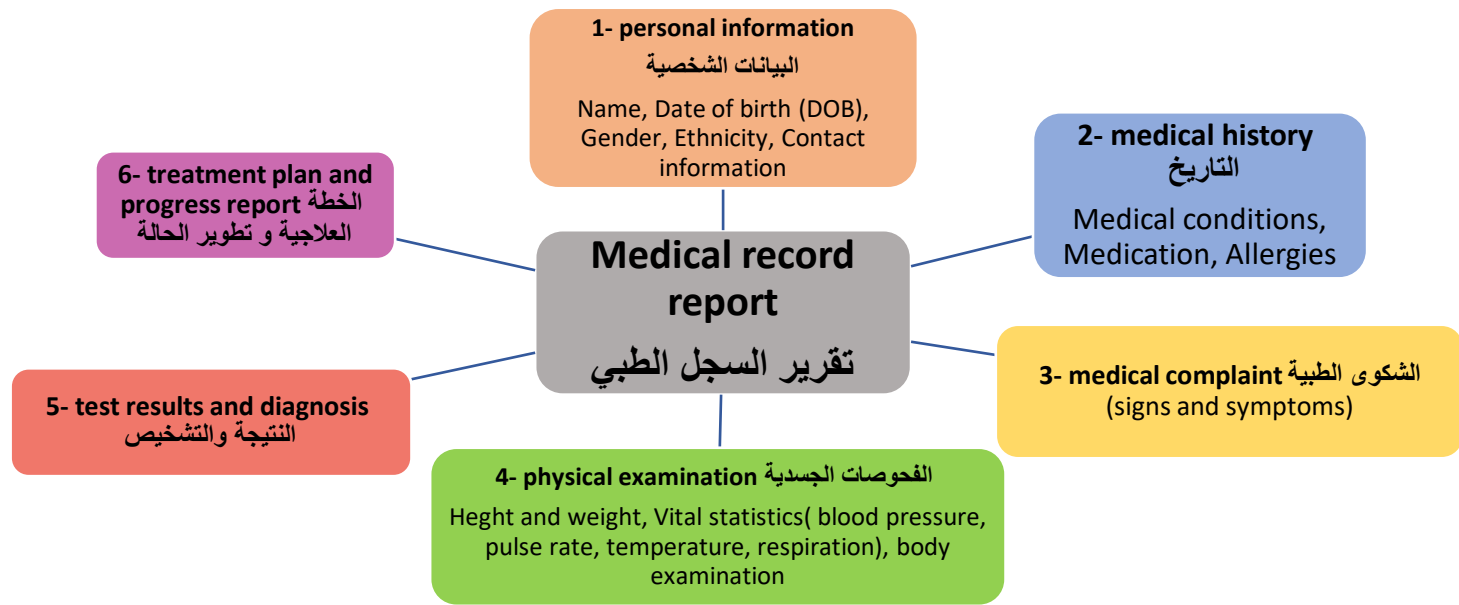 1- personal information
البيانات الشخصية
Name, Date of birth (DOB),
Gender, Ethnicity, Contact
information
2- medical history
التاريخ
Medical conditions,
Medication, Allergies
6- treatment plan and
progress report الخطة
العلاجية و تطوير الحالة
Medical record
report
تقرير السجل الطبي
3- medical complaint الشكوى الطبية
(signs and symptoms)
5- test results and diagnosis
النتيجة والتشخيص
4- physical examination الفحوصات الجسدية
Heght and weight, Vital statistics( blood pressure,
pulse rate, temperature, respiration), body
examination